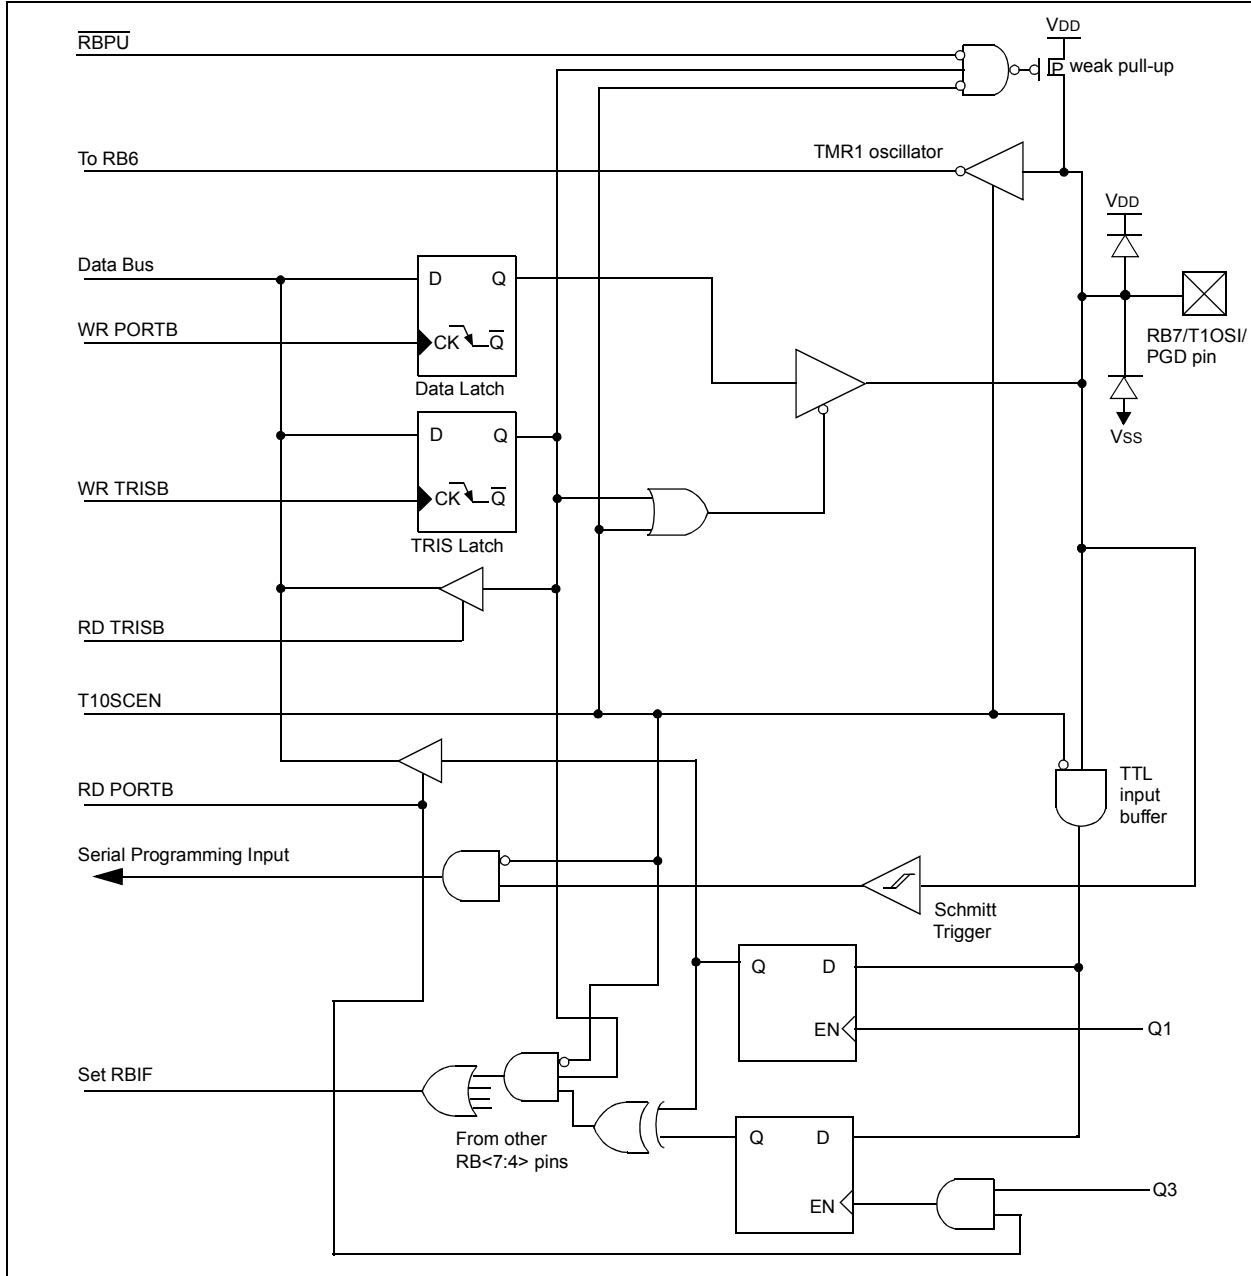 RBPU
VDD
P
weak pull-up
To RB6
TMR1 oscillator
VDD
Data Bus
D Q
WR PORTB
CK Q
Data Latch
RB7/T1OSI/
PGD pin
VSS
D Q
WR TRISB
CK Q
TRIS Latch
RD TRISB
T10SCEN
RD PORTB
TTL
input
buffer
Serial Programming Input
Schmitt
Trigger
Q D
EN
Q1
Set RBIF
From other
RB<7:4> pins
Q D
EN
Q3